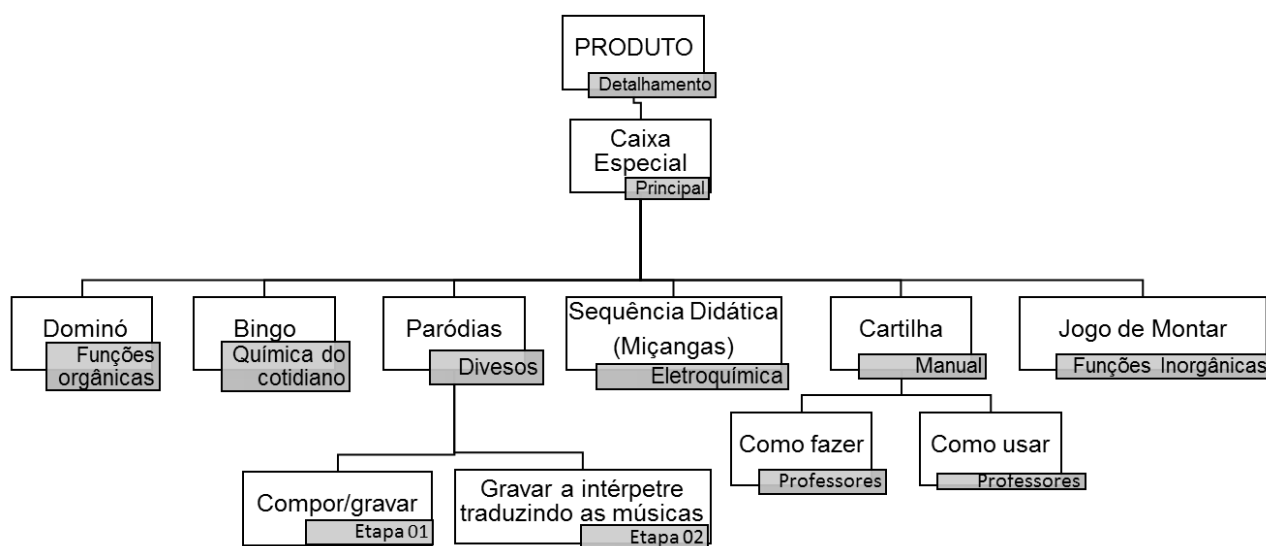 PRODUTO
Detalhamento
Caixa
Especial
Principal
Dominó
Funções
orgânicas
Bingo
Química do
cotidiano
Paródias
Divesos
Sequência Didática
(Miçangas)
Eletroquímica
Cartilha
Manual
Jogo de Montar
Funções Inorgânicas
Compor/gravar
Etapa 01
Gravar a intérpetre
traduzindo as músicas
Etapa 02
Como fazer
Professores
Como usar
Professores